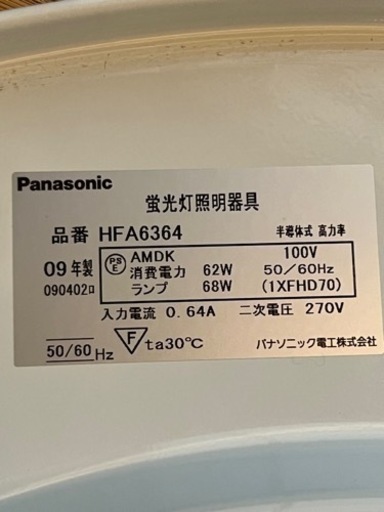 Panasonic
蛍光灯照明器具
品番 HFA6364 半導体式 高力率
09年製 PSE AMDK 100V
090402ロ 消費電力 62W 50/60Hz
ランプ 68W (1XFHD70)
入力電流 0.64A 二次電圧 270V
50/60 Hz F ta30℃ パナソニック電工株式会社